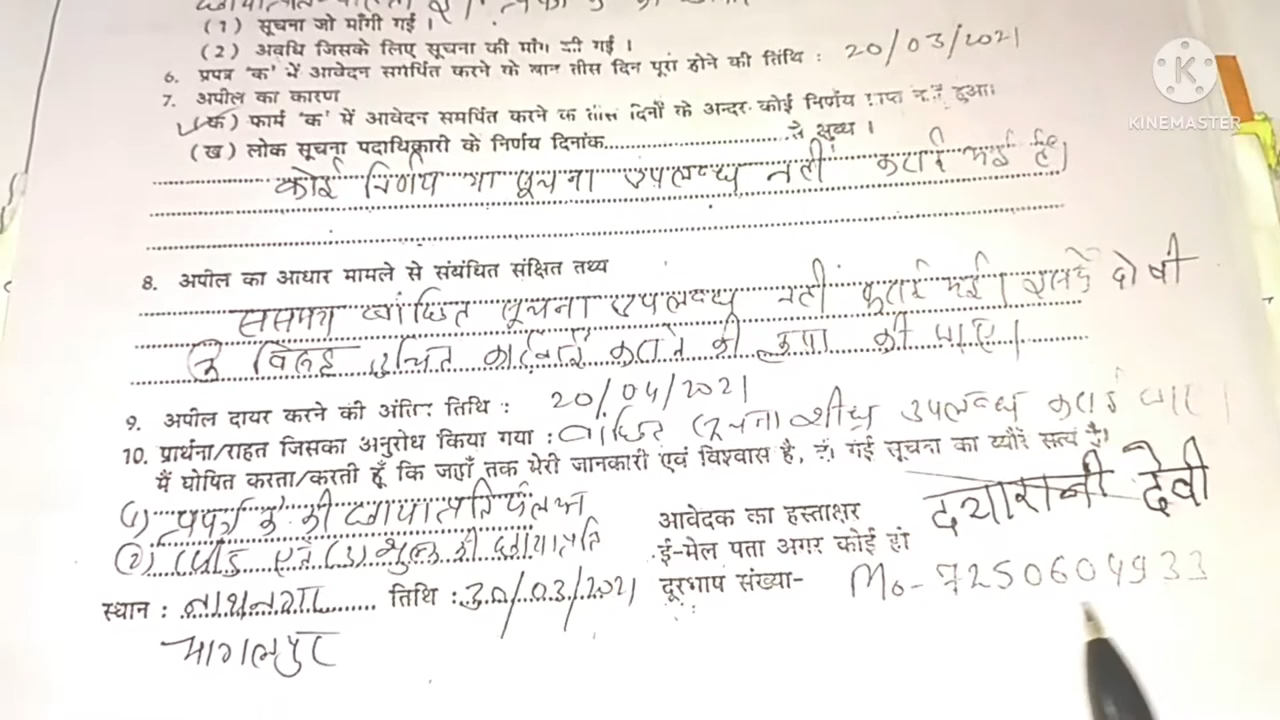 (1) सूचना जो माँगी गई ।
(2) अवधि जिसके लिए सूचना की माँग की गई ।
6. प्रपत्र 'क' में आवेदन समर्पित करने के बाद तीस दिन पूरा होने की तिथि : 20/03/2021
7. अपील का कारण
(क) फार्म 'क' में आवेदन समर्पित करने के तीस दिनों के अन्दर कोई निर्णय प्राप्त नहीं हुआ।
(ख) लोक सूचना पदाधिकारी के निर्णय दिनांक..............................से क्षुब्ध ।
कोई निर्णय या सूचना उपलब्ध नहीं कराई गई है।
8. अपील का आधार मामले से संबंधित संक्षित तथ्य
ससमय वांछित सूचना उपलब्ध नहीं कराई गई। इसके दोषी
के विरुद्ध उचित कार्रवाई करने की कृपा की जाए।
9. अपील दायर करने की अंतिम तिथि : 20/04/2021
10. प्रार्थना/राहत जिसका अनुरोध किया गया : वांछित सूचना शीघ्र उपलब्ध कराई जाए।
मैं घोषित करता/करती हूँ कि जहाँ तक मेरी जानकारी एवं विश्वास है, दी गई सूचना का ब्यौरे सत्य है।
(1) प्रपत्र क की छायाप्रति संलग्न
आवेदक का हस्ताक्षर दयारानी देवी
(2) एवं शुल्क की छायाप्रति
ई-मेल पता अगर कोई हो
स्थान : नाथनगर तिथि : 30/03/2021 दूरभाष संख्या- Mo-7250604933
भागलपुर
KINEMASTER